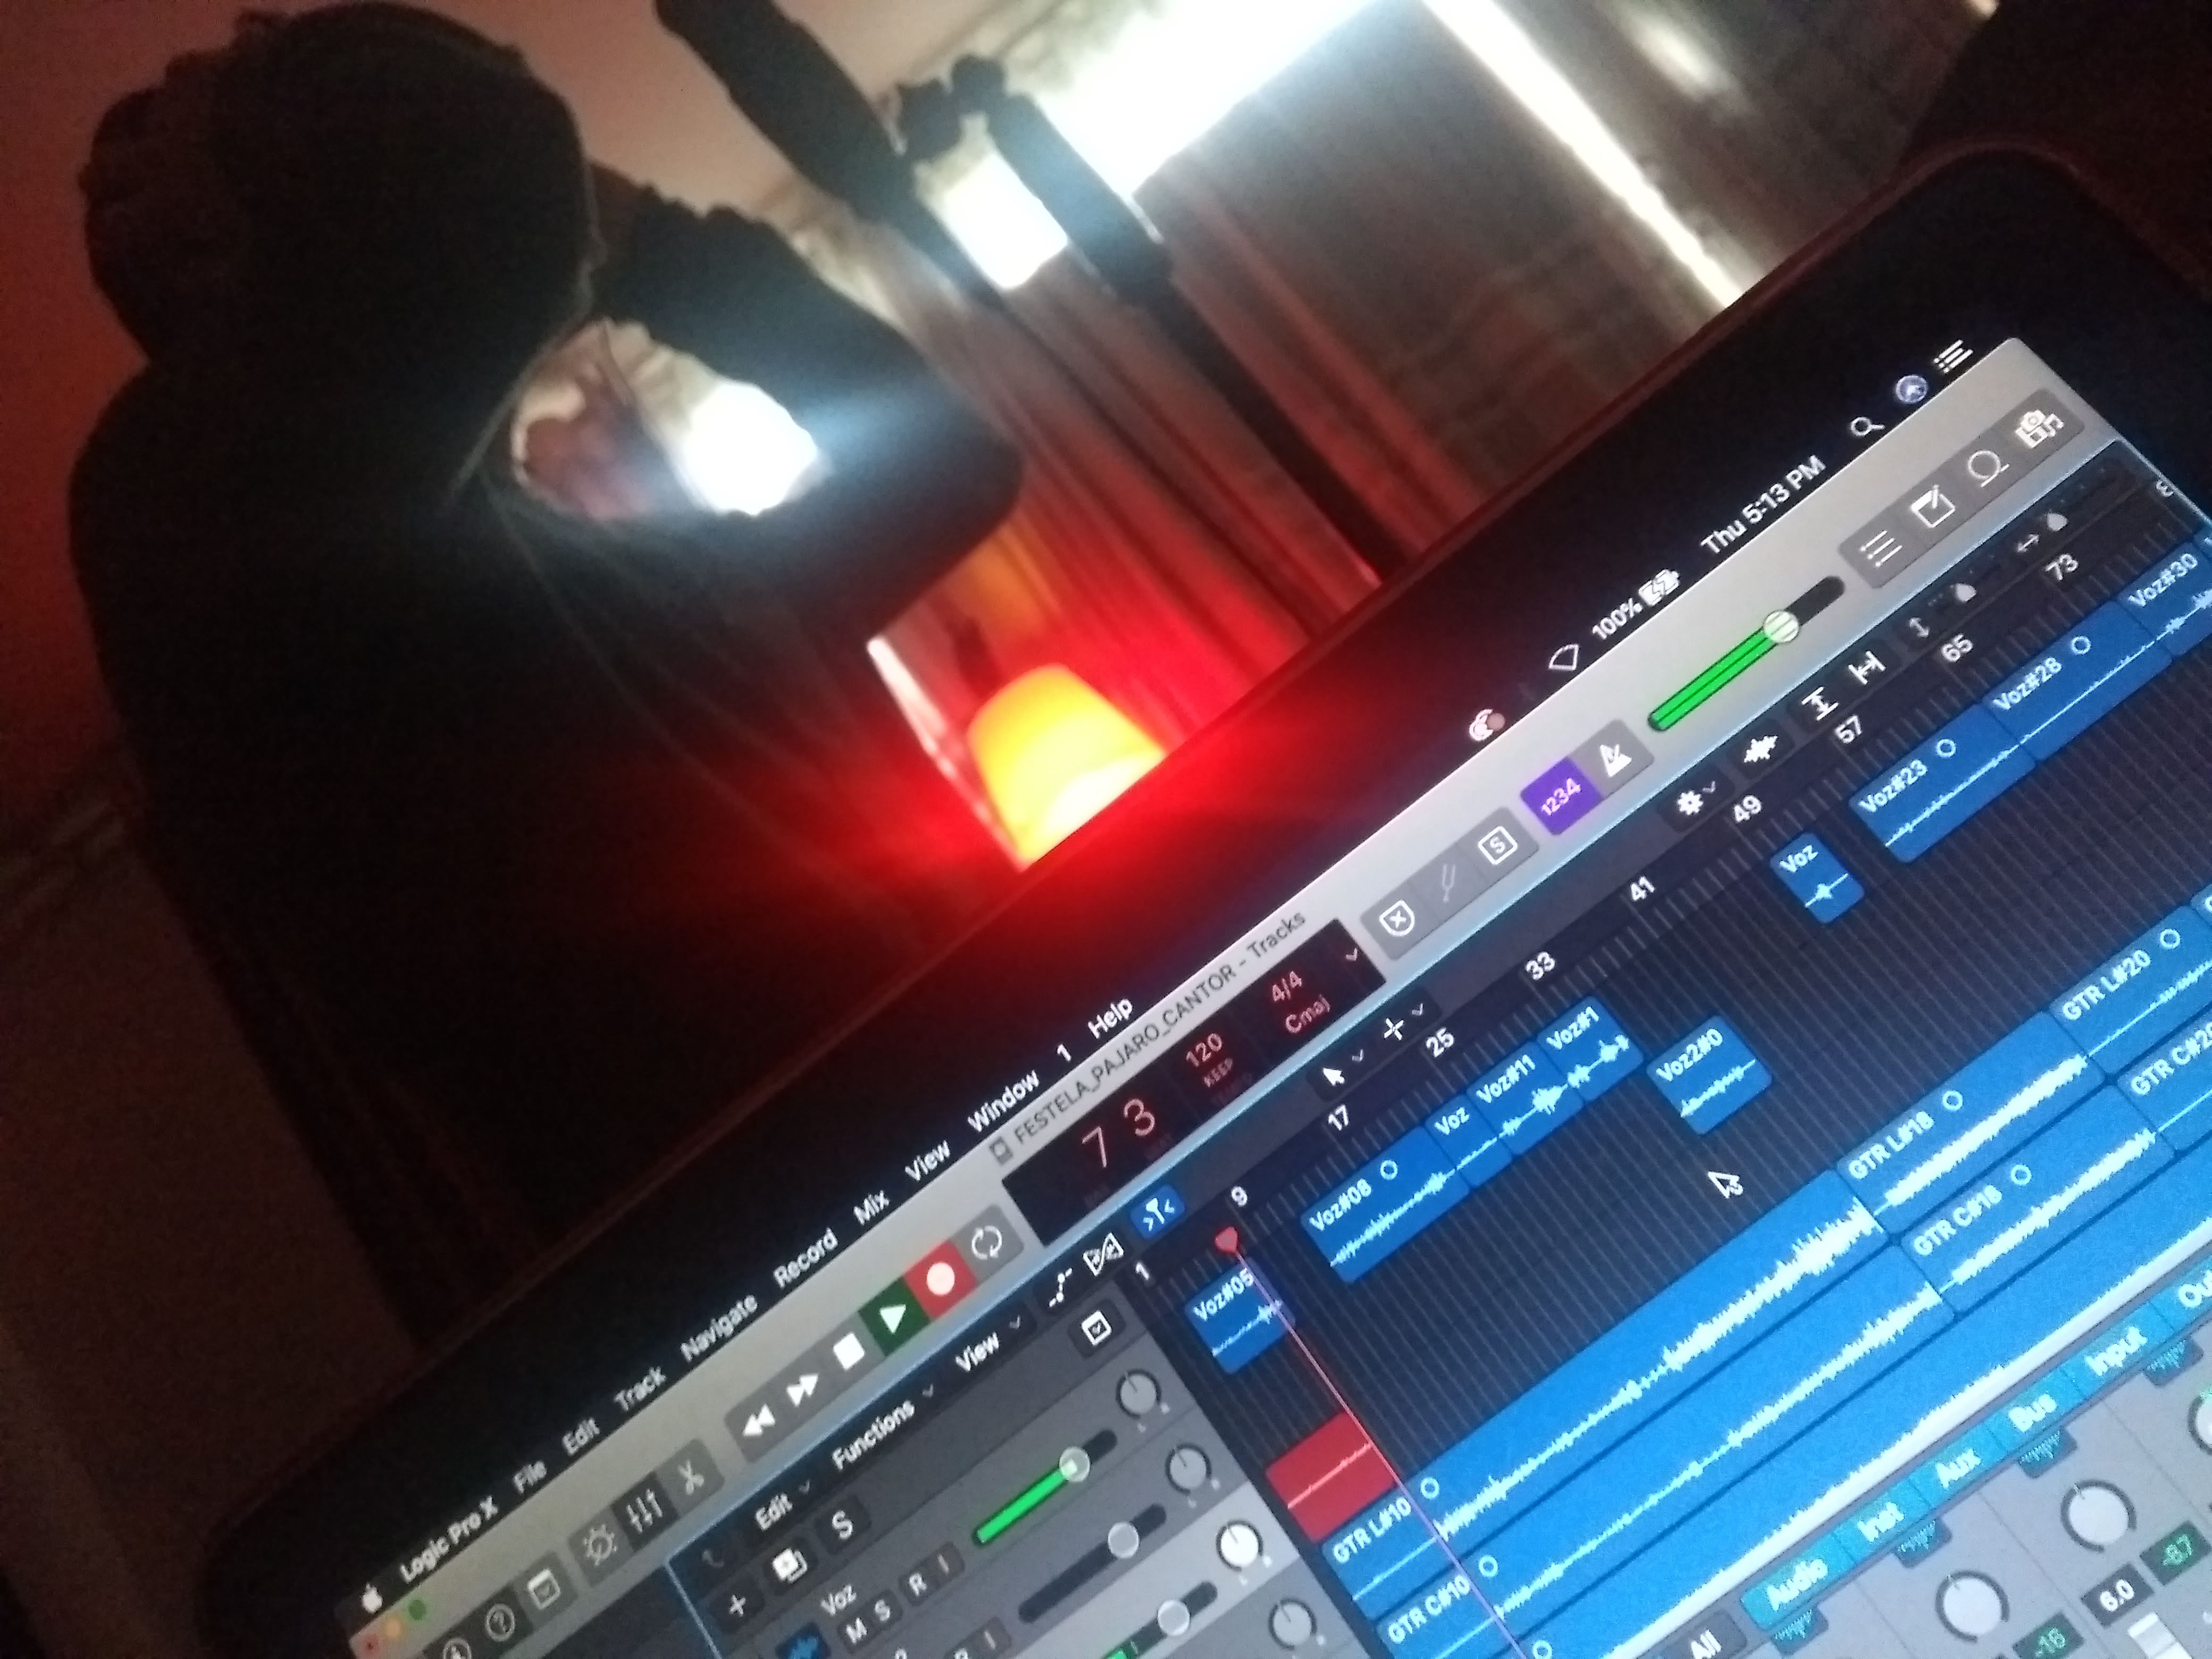 Logic Pro X File Edit Track Navigate Record Mix View Window 1 Help
100% Thu 5:13 PM
FESTELA_PAJARO_CANTOR - Tracks
7 3 120 4/4
KEEP Cmaj
1234
Edit Functions View
1 9 17 25 33 41 49 57 65 73
S
Voz
M S R I
R I
Voz#05 Voz#08 Voz Voz#11 Voz#1 Voz Voz#23 Voz#28 Voz#30
Voz2#0
GTR L#10 GTR L#18 GTR L#20
GTR C#10 GTR C#18
All Audio Inst Aux Bus Input
-16 6.0 -6.7